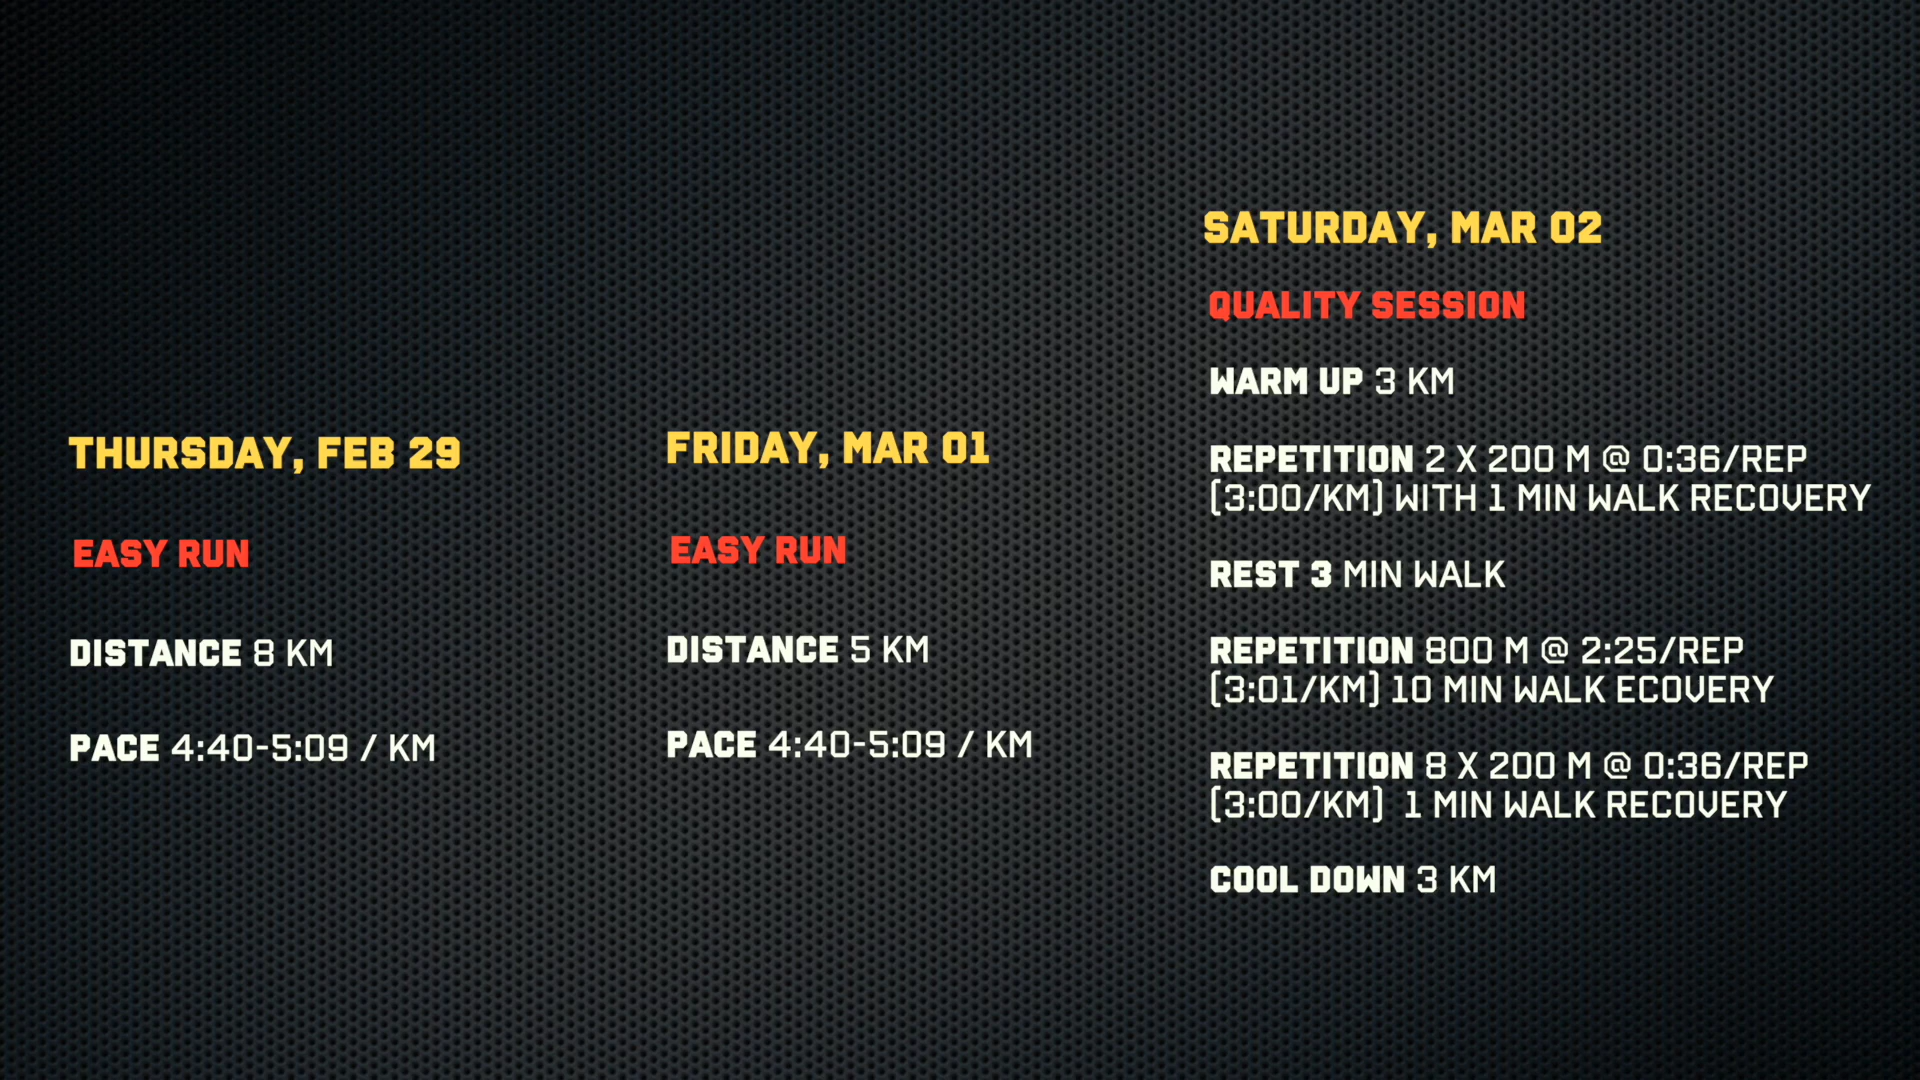 THURSDAY, FEB 29
EASY RUN
DISTANCE 8 KM
PACE 4:40-5:09 / KM
FRIDAY, MAR 01
EASY RUN
DISTANCE 5 KM
PACE 4:40-5:09 / KM
SATURDAY, MAR 02
QUALITY SESSION
WARM UP 3 KM
REPETITION 2 X 200 M @ 0:36/REP
(3:00/KM) WITH 1 MIN WALK RECOVERY
REST 3 MIN WALK
REPETITION 800 M @ 2:25/REP
(3:01/KM) 10 MIN WALK ECOVERY
REPETITION 8 X 200 M @ 0:36/REP
(3:00/KM)  1 MIN WALK RECOVERY
COOL DOWN 3 KM